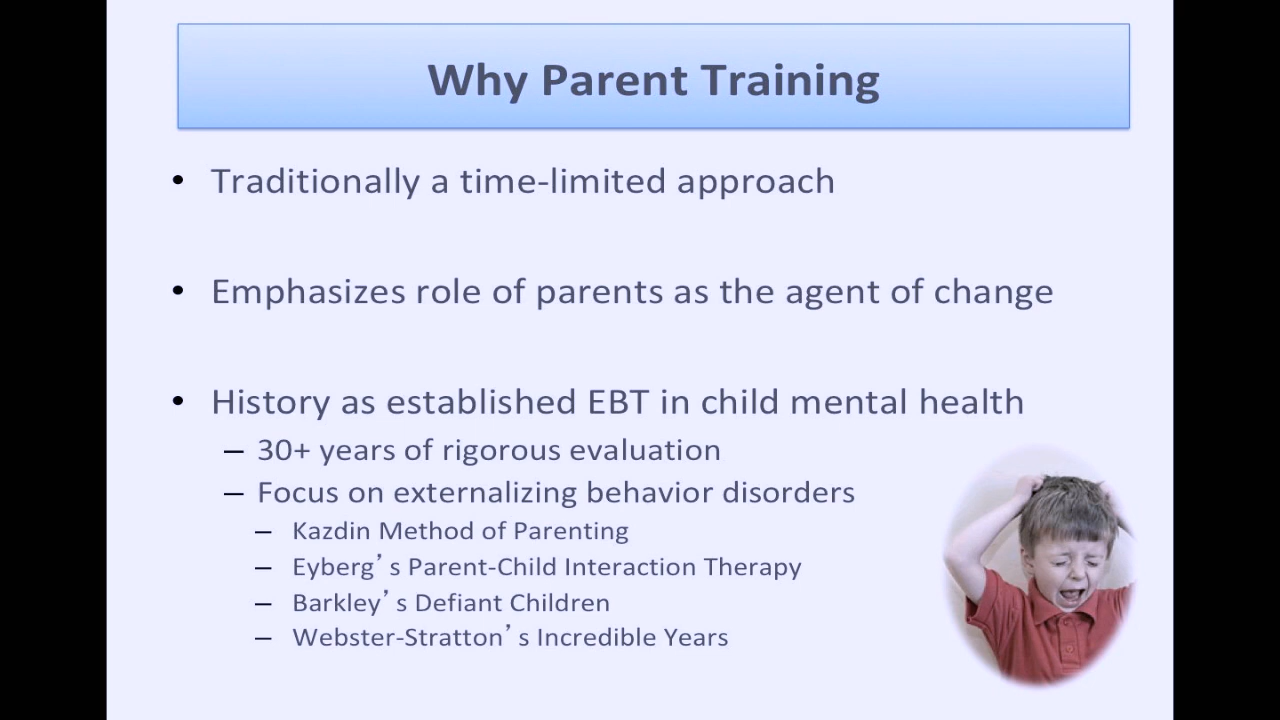 Why Parent Training
• Traditionally a time-limited approach
• Emphasizes role of parents as the agent of change
• History as established EBT in child mental health
– 30+ years of rigorous evaluation
– Focus on externalizing behavior disorders
– Kazdin Method of Parenting
– Eyberg’s Parent-Child Interaction Therapy
– Barkley’s Defiant Children
– Webster-Stratton’s Incredible Years